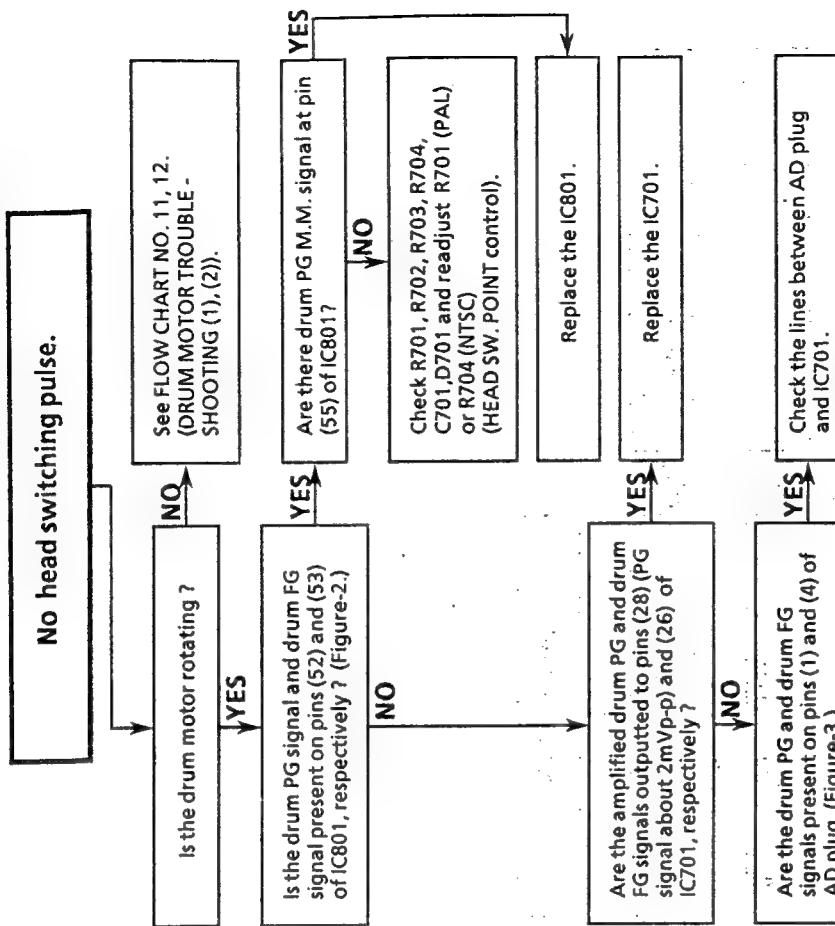 No head switching pulse.
Is the drum motor rotating ?
NO
See FLOW CHART NO. 11, 12.
(DRUM MOTOR TROUBLE -
SHOOTING (1), (2)).
YES
Is the drum PG signal and drum FG
signal present on pins (52) and (53)
of IC801, respectively ? (Figure-2.)
YES
Are there drum PG M.M. signal at pin
(55) of IC801?
YES
NO
Check R701, R702, R703, R704,
C701,D701 and readjust R701 (PAL)
or R704 (NTSC)
(HEAD SW. POINT control).
Replace the IC801.
NO
Are the amplified drum PG and drum
FG signals outputted to pins (28) (PG
signal about 2mVp-p) and (26) of
IC701, respectively ?
YES
Replace the IC701.
NO
Are the drum PG and drum FG
signals present on pins (1) and (4) of
AD plug. (Figure-3.)
YES
Check the lines between AD plug
and IC701.